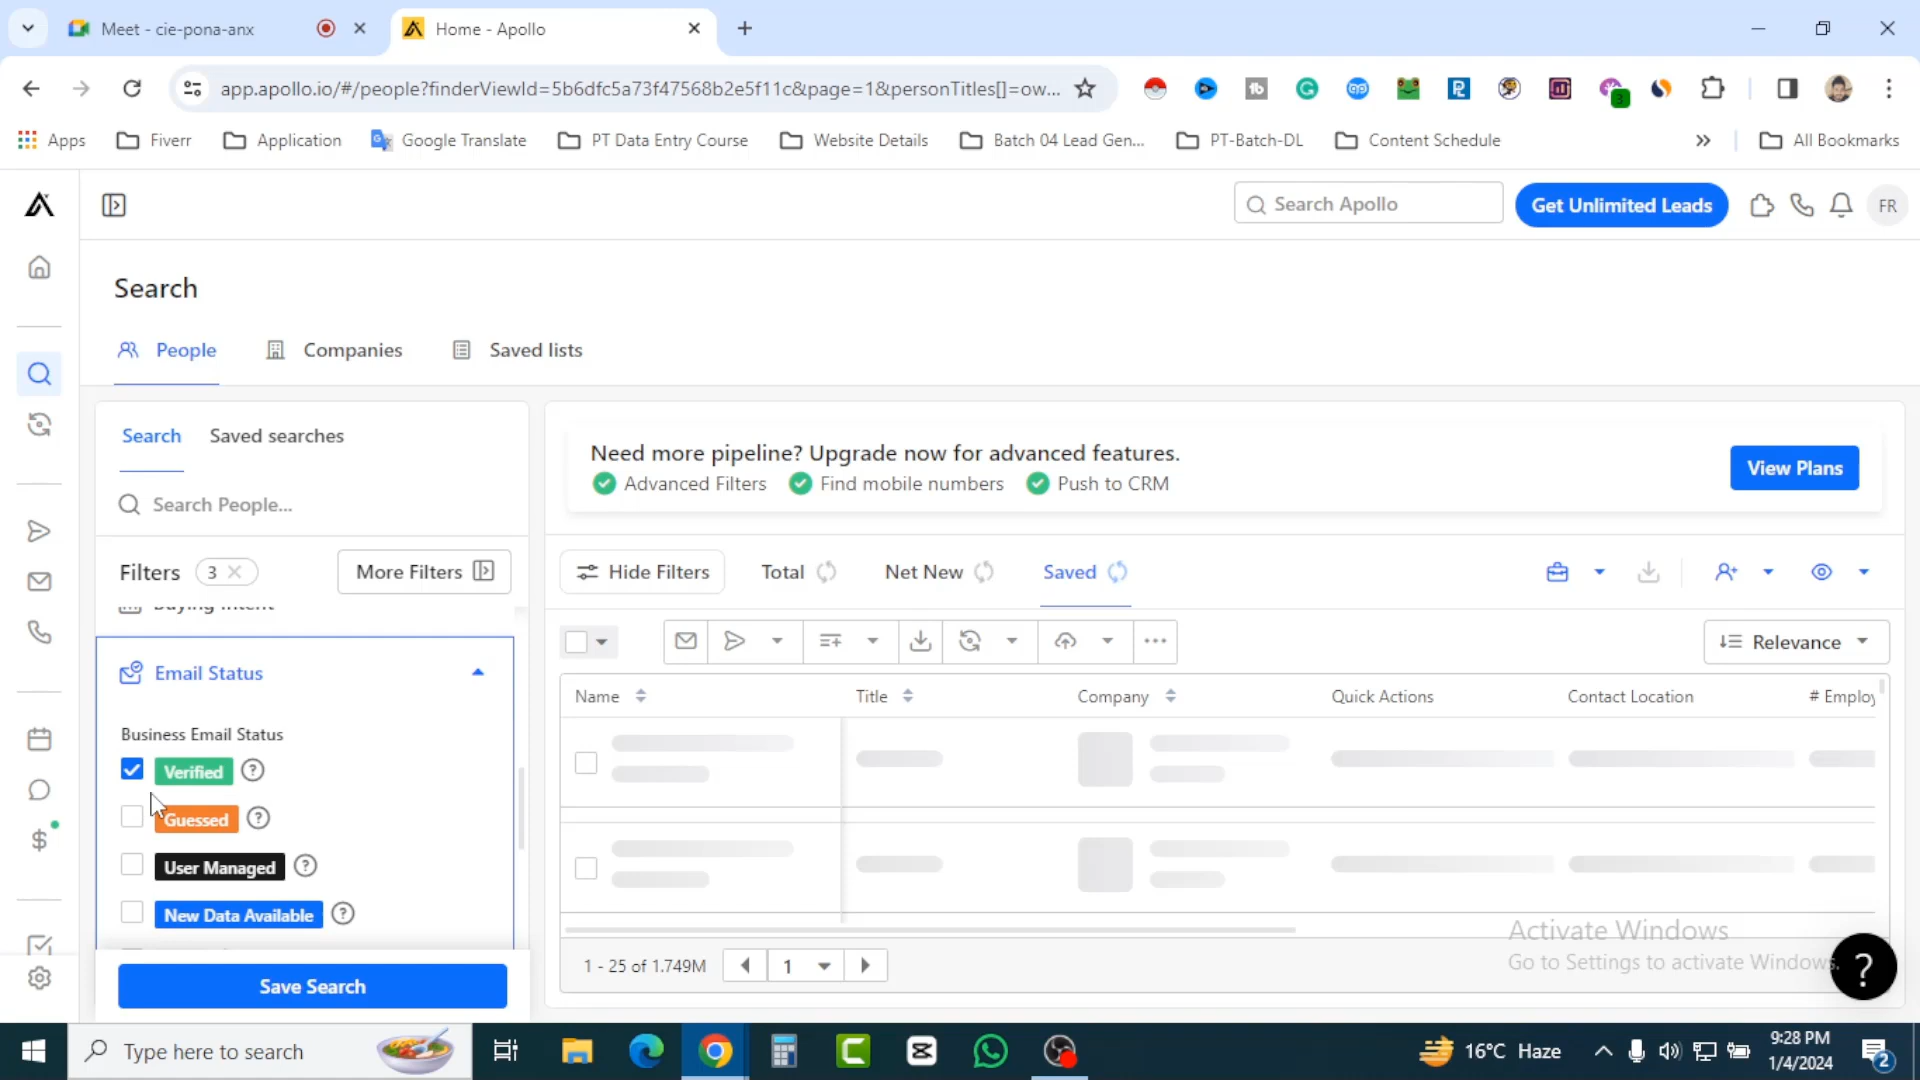 Meet - cie-pona-anx
Home - Apollo
app.apollo.io/#/people?finderViewId=5b6dfc5a73f47568b2e5f11c&page=1&personTitles[]=ow...
Apps
Fiverr
Application
Google Translate
PT Data Entry Course
Website Details
Batch 04 Lead Gen...
PT-Batch-DL
Content Schedule
All Bookmarks
Search Apollo
Get Unlimited Leads
FR
Search
People
Companies
Saved lists
Search
Saved searches
Search People...
Filters
3
More Filters
Buying Intent
Email Status
Business Email Status
Verified
Guessed
User Managed
New Data Available
Save Search
Need more pipeline? Upgrade now for advanced features.
Advanced Filters
Find mobile numbers
Push to CRM
View Plans
Hide Filters
Total
Net New
Saved
Relevance
Name
Title
Company
Quick Actions
Contact Location
# Employ
1 - 25 of 1.749M
1
Activate Windows
Go to Settings to activate Windows.
Type here to search
16°C Haze
9:28 PM
1/4/2024
2